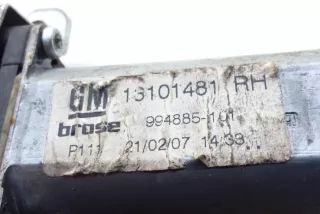 GM 13101481 RH
brose 994885-101
P111 21/02/07 14:33